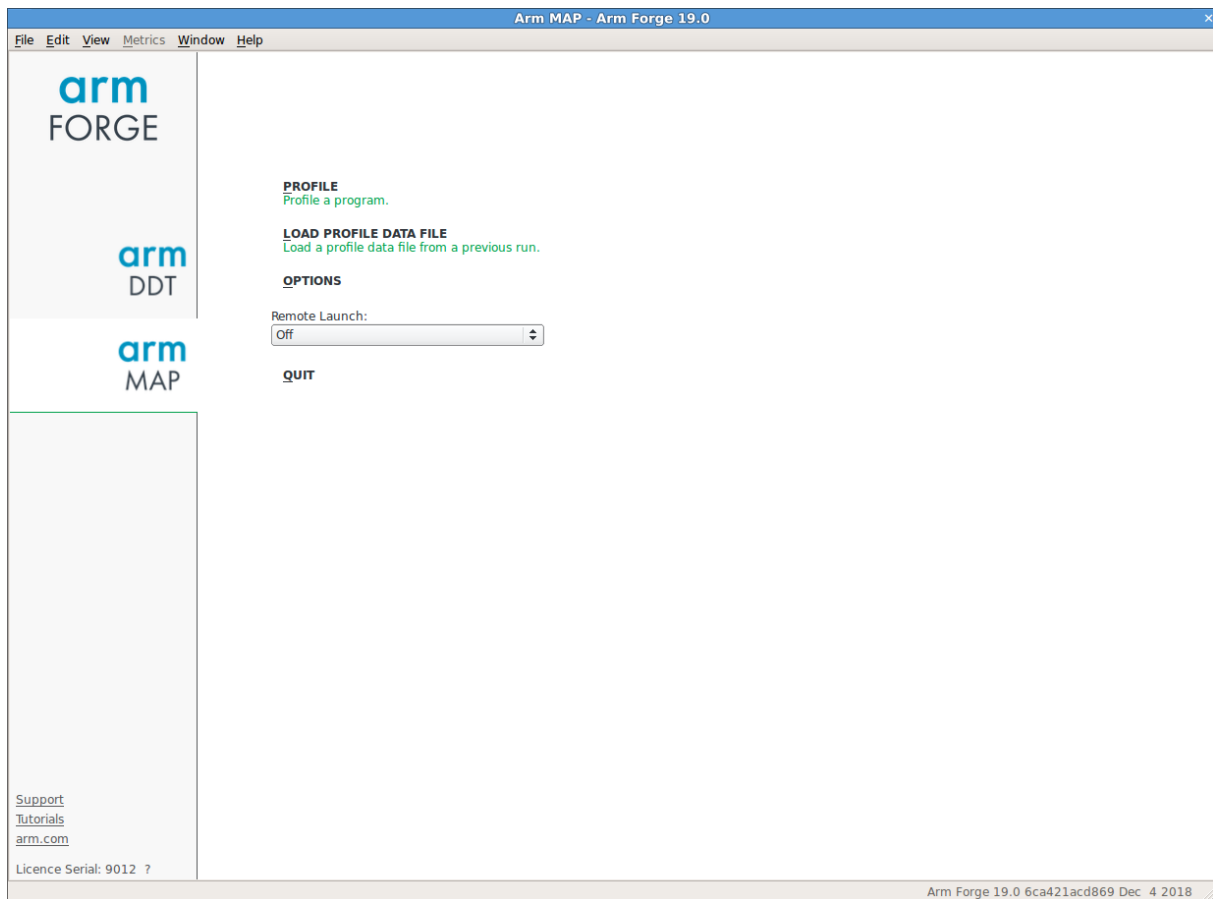 Arm MAP - Arm Forge 19.0
File Edit View Metrics Window Help
arm
FORGE
PROFILE
Profile a program.
LOAD PROFILE DATA FILE
Load a profile data file from a previous run.
arm
DDT
OPTIONS
Remote Launch:
Off
arm
MAP
QUIT
Support
Tutorials
arm.com
Licence Serial: 9012 ?
Arm Forge 19.0 6ca421acd869 Dec 4 2018